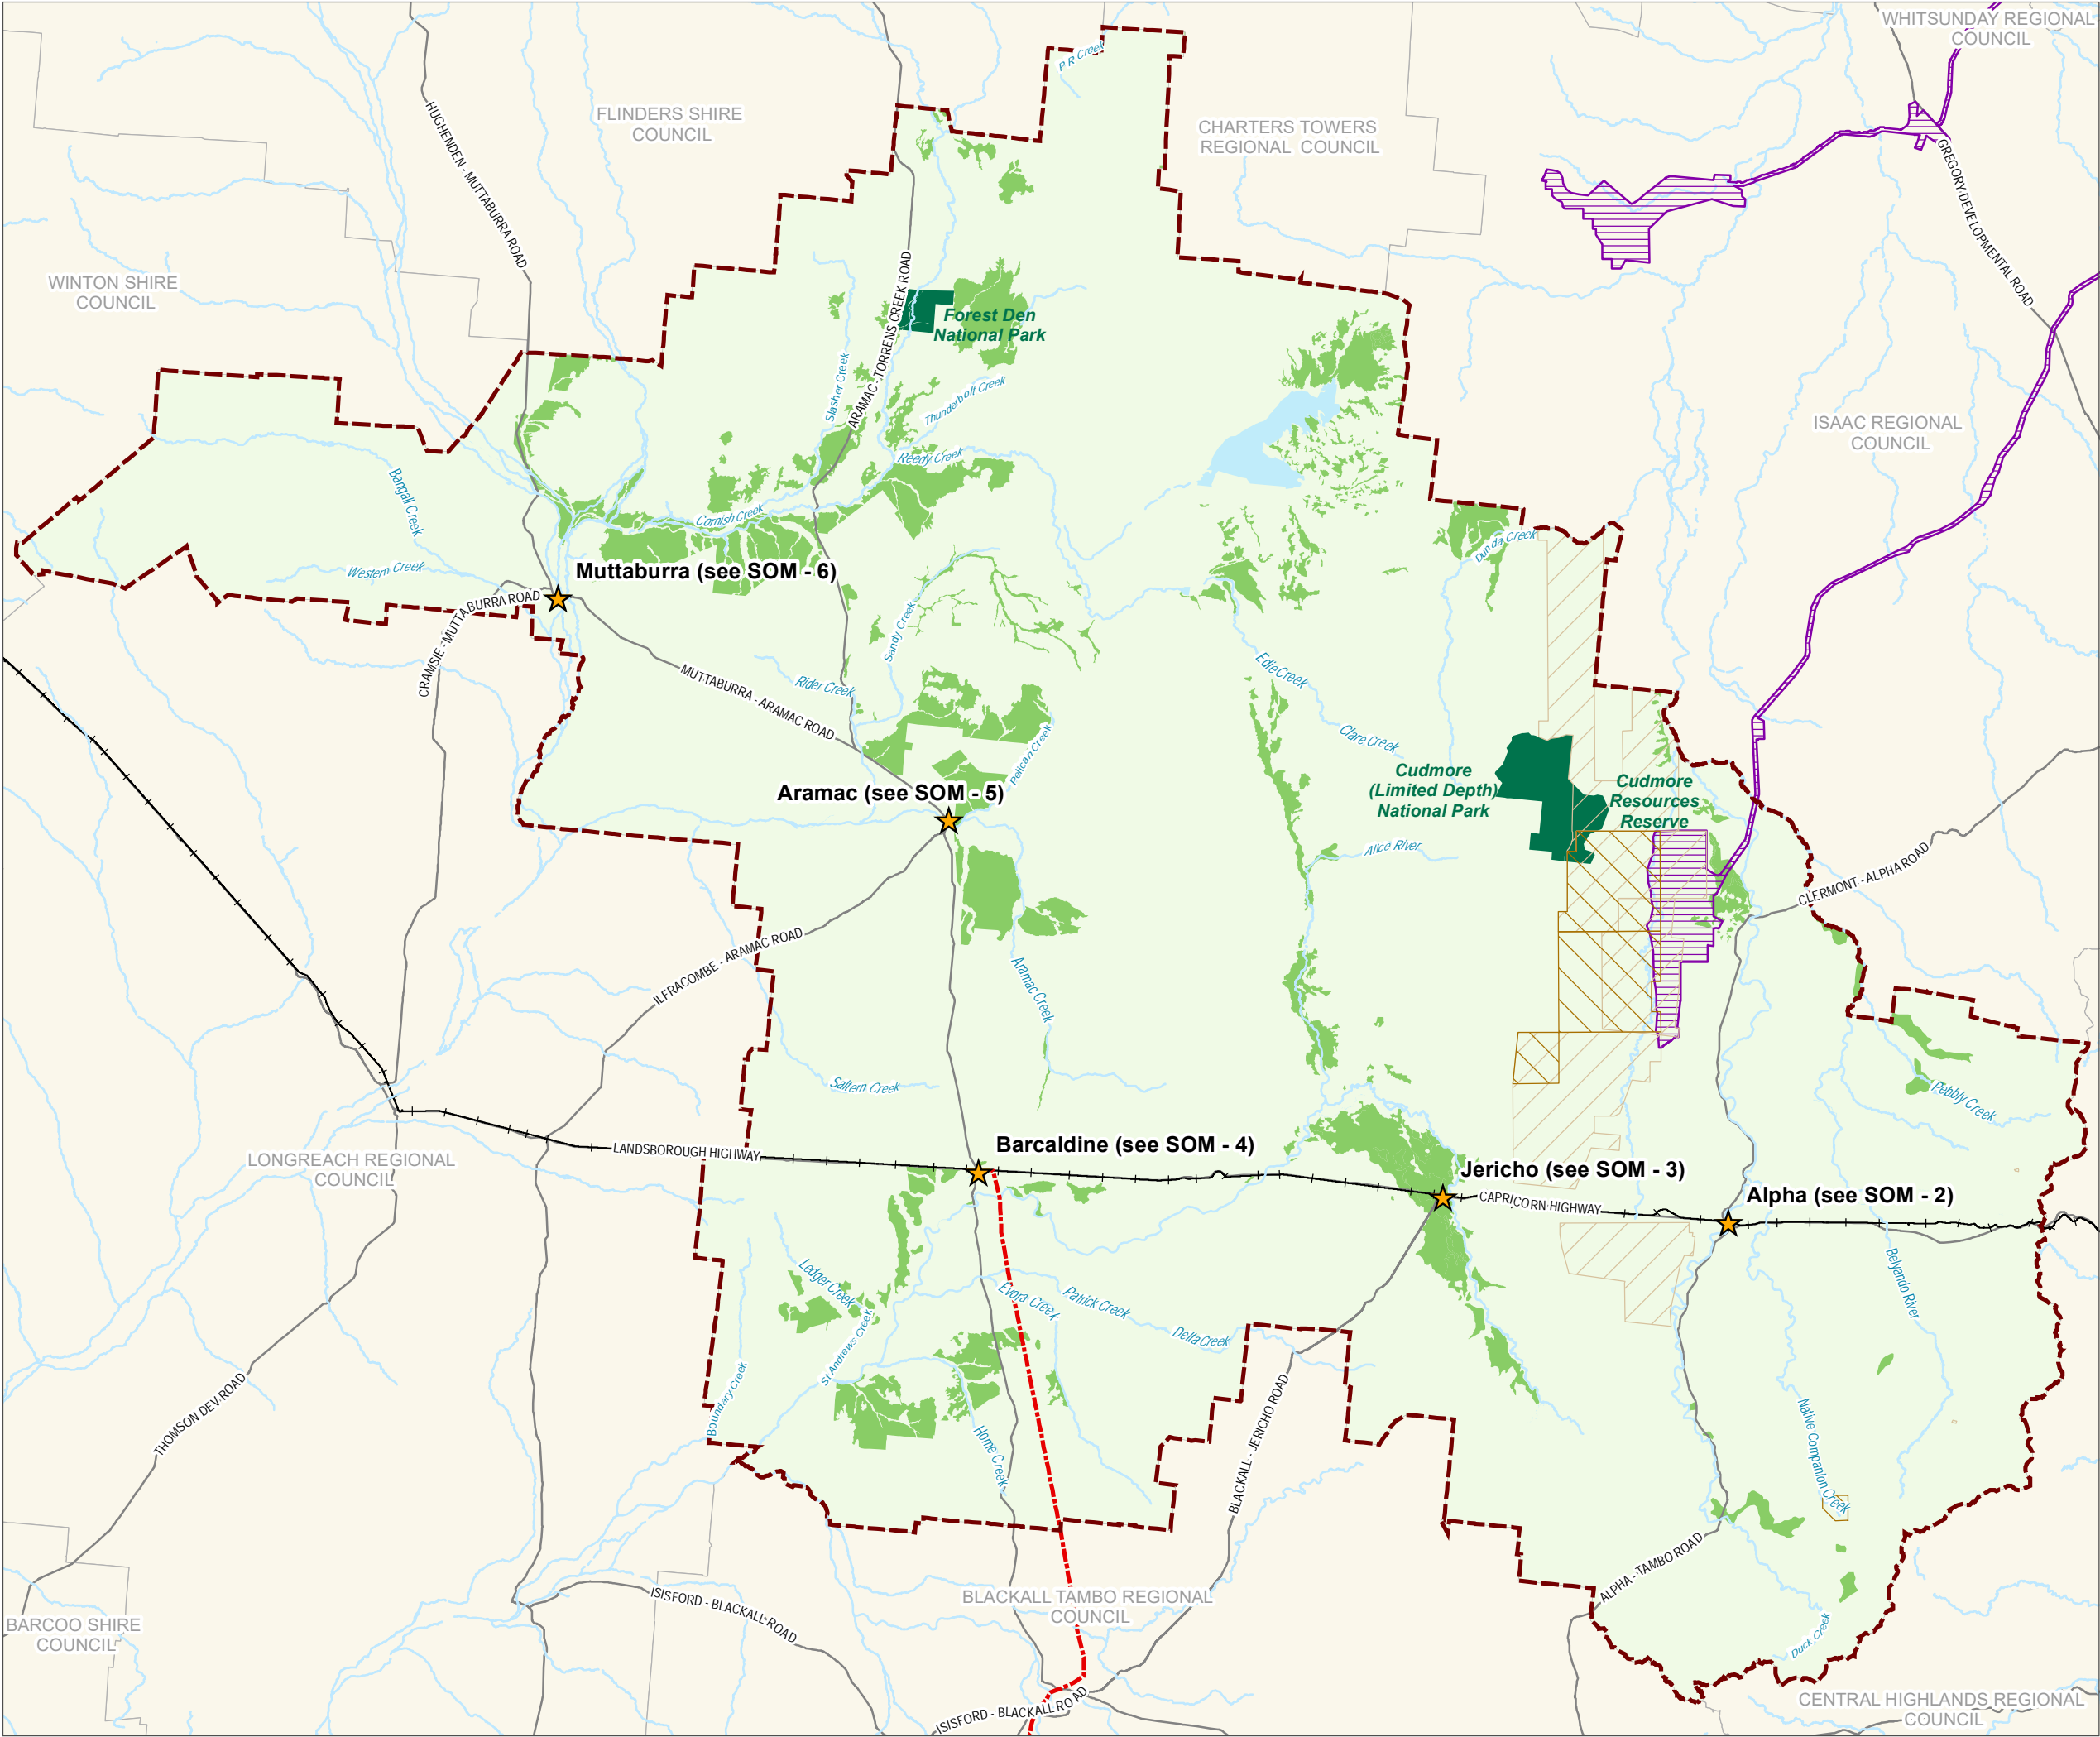 WHITSUNDAY REGIONAL
COUNCIL
P R Creek
FLINDERS SHIRE
COUNCIL
CHARTERS TOWERS
REGIONAL COUNCIL
HUGHENDEN - MUTTABURRA ROAD
GREGORY DEVELOPMENTAL ROAD
WINTON SHIRE
COUNCIL
ARAMAC - TORRENS CREEK ROAD
Forest Den
National Park
Slasher Creek
Thunderbolt Creek
ISAAC REGIONAL
COUNCIL
Reedy Creek
Bangall Creek
Cornish Creek
Dunda Creek
Western Creek
Muttaburra (see SOM - 6)
CRAMSIE - MUTTABURRA ROAD
Sandy Creek
Edie Creek
Rider Creek
MUTTABURRA - ARAMAC ROAD
Clare Creek
Pelican Creek
Cudmore
(Limited Depth)
National Park
Cudmore
Resources
Reserve
Aramac (see SOM - 5)
Alice River
CLERMONT - ALPHA ROAD
ILFRACOMBE - ARAMAC ROAD
Aramac Creek
Saltern Creek
Pebbly Creek
LANDSBOROUGH HIGHWAY
Barcaldine (see SOM - 4)
LONGREACH REGIONAL
COUNCIL
Jericho (see SOM - 3)
CAPRICORN HIGHWAY
Alpha (see SOM - 2)
Ledger Creek
Evora Creek
Patrick Creek
Della Creek
Belyando River
St Andrews Creek
Boundary Creek
THOMSON DEV ROAD
Home Creek
BLACKALL - JERICHO ROAD
Native Companion Creek
ALPHA - TAMBO ROAD
ISISFORD - BLACKALL ROAD
BLACKALL TAMBO REGIONAL
COUNCIL
BARCOO SHIRE
COUNCIL
Duck Creek
ISISFORD - BLACKALL ROAD
CENTRAL HIGHLANDS REGIONAL
COUNCIL